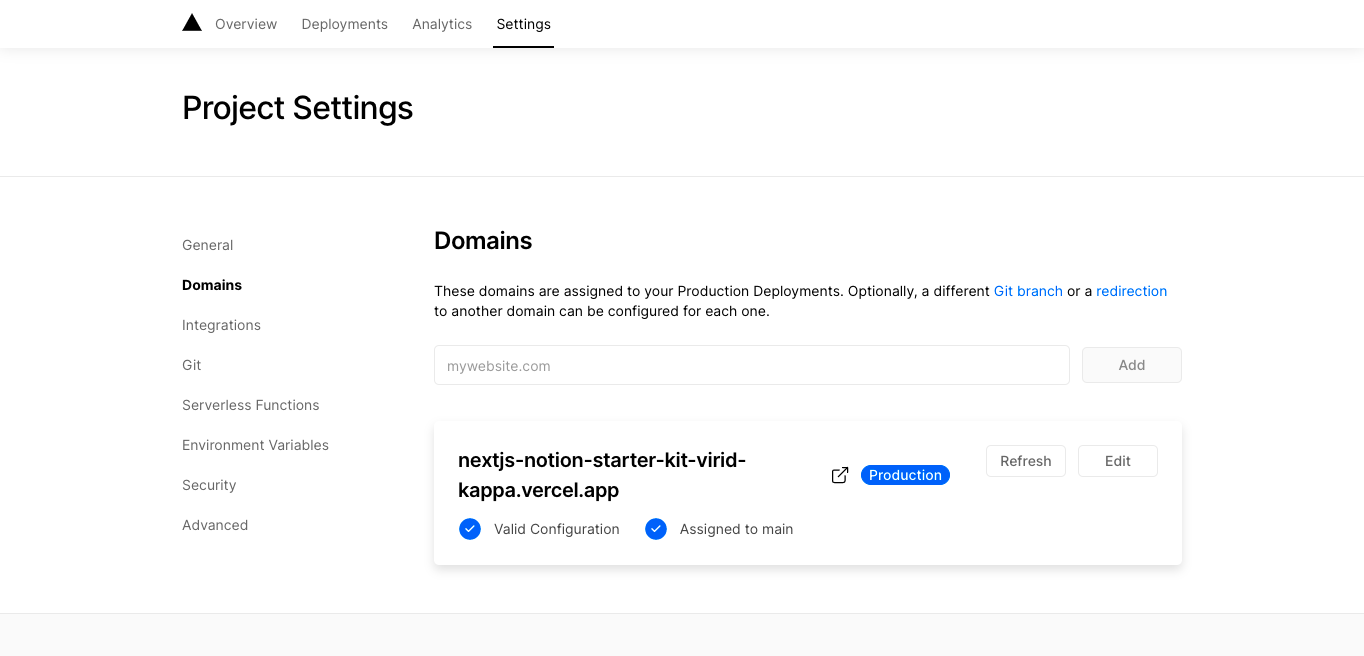 Overview Deployments Analytics Settings
Project Settings
General
Domains
Integrations
Git
Serverless Functions
Environment Variables
Security
Advanced
Domains
These domains are assigned to your Production Deployments. Optionally, a different Git branch or a redirection
to another domain can be configured for each one.
mywebsite.com Add
nextjs-notion-starter-kit-virid-
kappa.vercel.app
Production
Refresh Edit
Valid Configuration Assigned to main